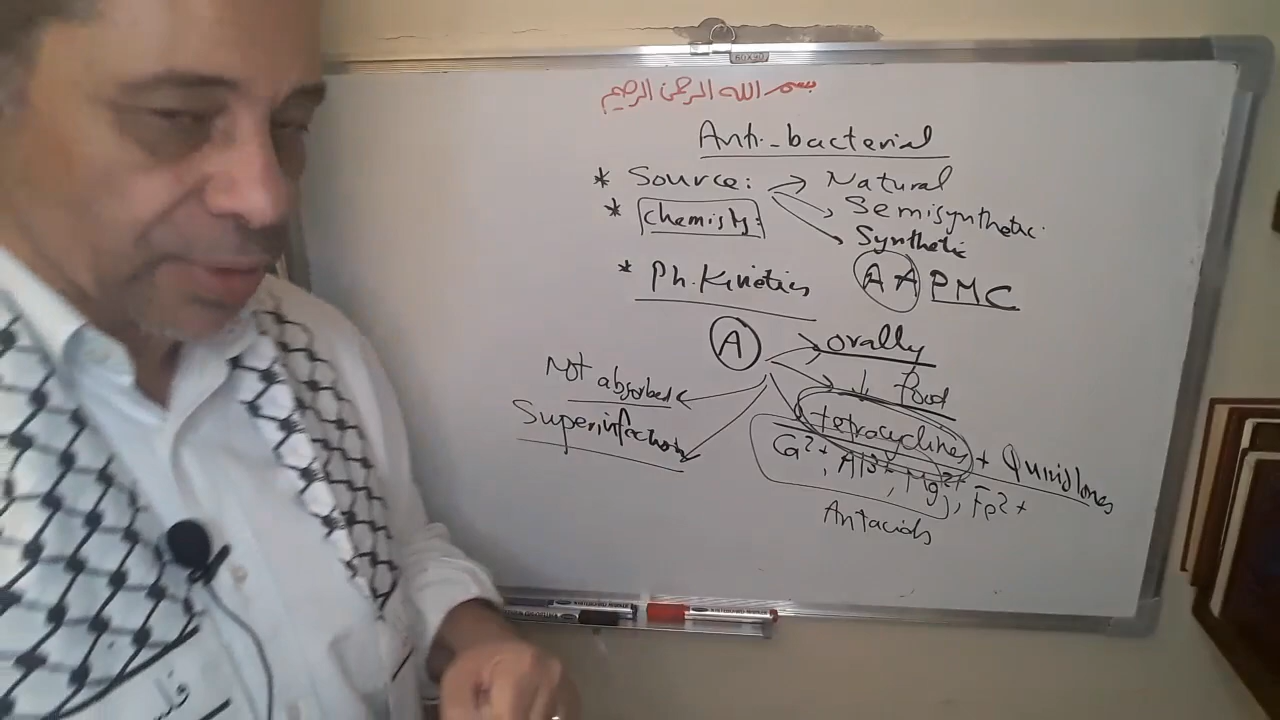 60X90
بسم الله الرحمن الرحيم
Anti-bacterial
* Source: Natural
Semisynthetic
Synthetic
* Chemistry:
* Ph. Kinetics AA PMC
A orally
↓ Food
Not absorbed
Superinfection
tetracyclines + Quinolones
Ca2+, Al3+, Mg2+, Fe2+
Antacids